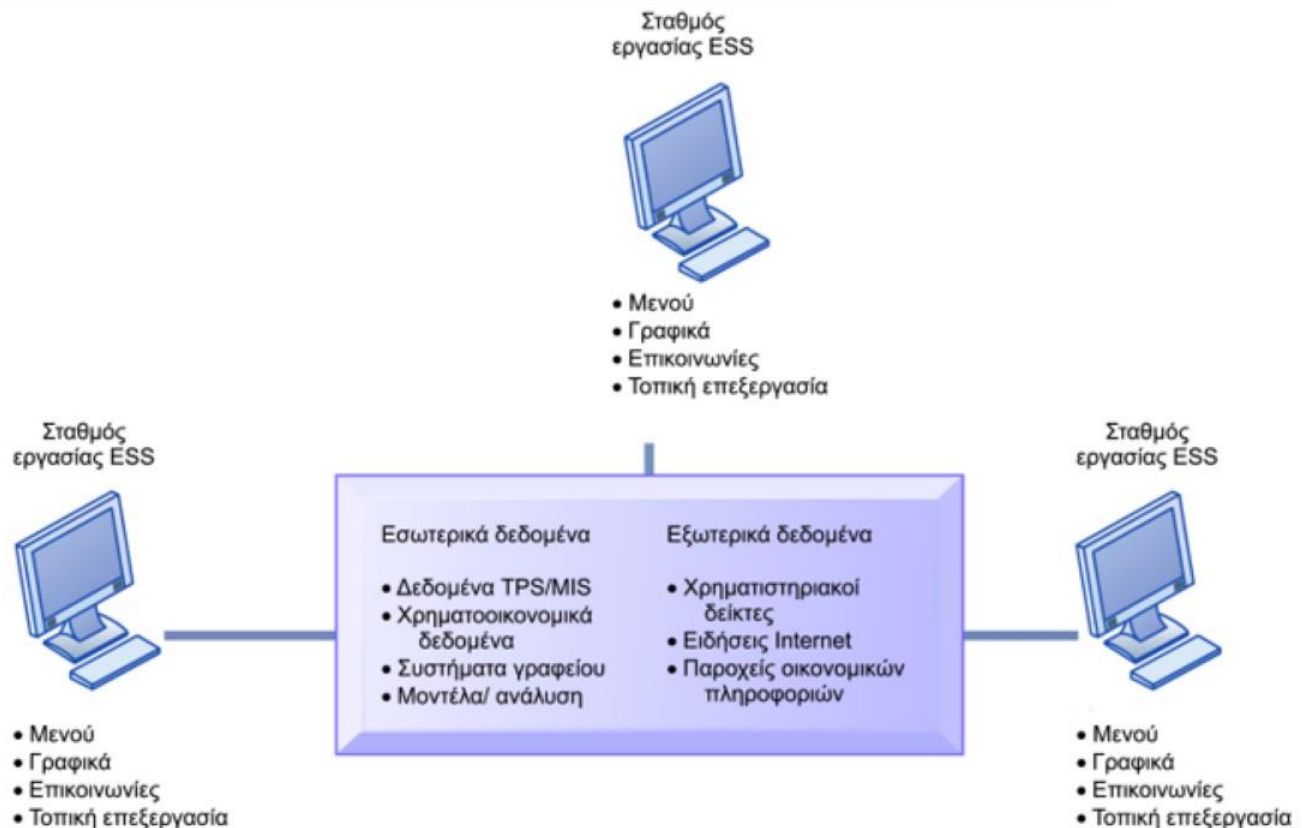 Σταθμός
εργασίας ESS
• Μενού
• Γραφικά
• Επικοινωνίες
• Τοπική επεξεργασία
Σταθμός
εργασίας ESS
• Μενού
• Γραφικά
• Επικοινωνίες
• Τοπική επεξεργασία
Εσωτερικά δεδομένα
• Δεδομένα TPS/MIS
• Χρηματοοικονομικά
δεδομένα
• Συστήματα γραφείου
• Μοντέλα/ ανάλυση
Εξωτερικά δεδομένα
• Χρηματιστηριακοί
δείκτες
• Ειδήσεις Internet
• Παροχείς οικονομικών
πληροφοριών
Σταθμός
εργασίας ESS
• Μενού
• Γραφικά
• Επικοινωνίες
• Τοπική επεξεργασία